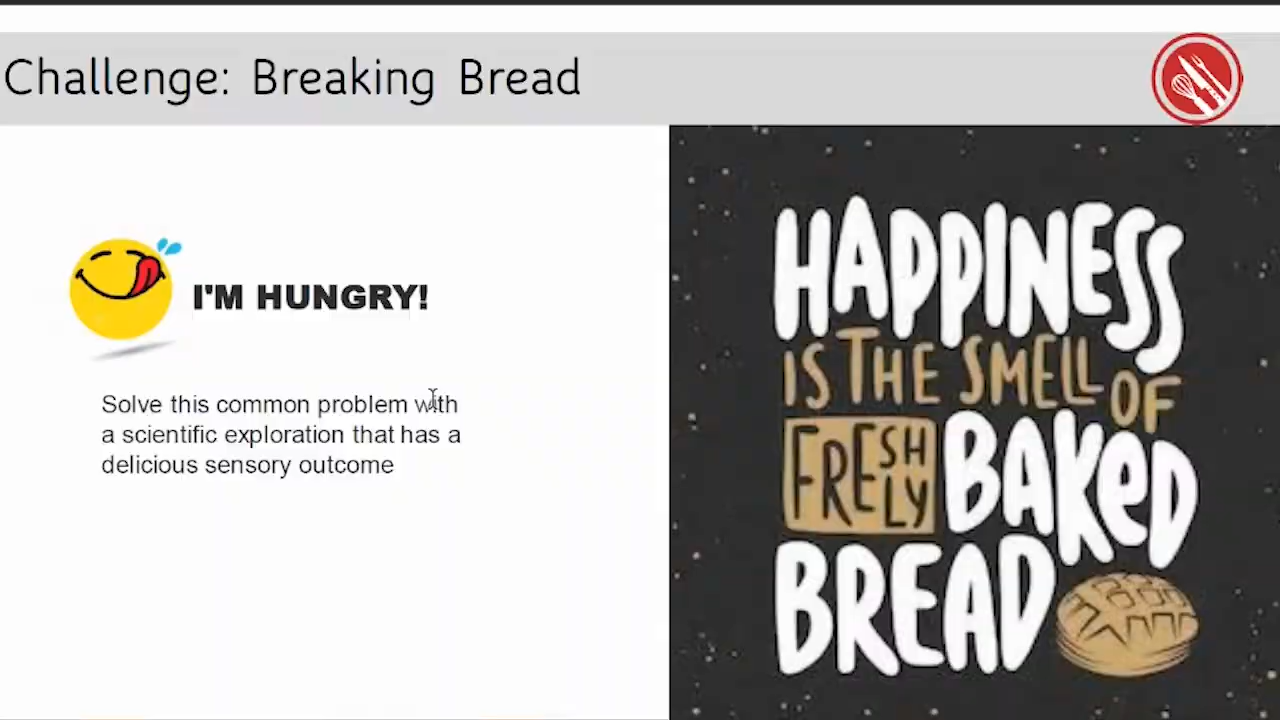 Challenge: Breaking Bread
I'M HUNGRY!
Solve this common problem with
a scientific exploration that has a
delicious sensory outcome
HAPPINESS
IS THE SMELL OF
FRESHLY BAKED
BREAD